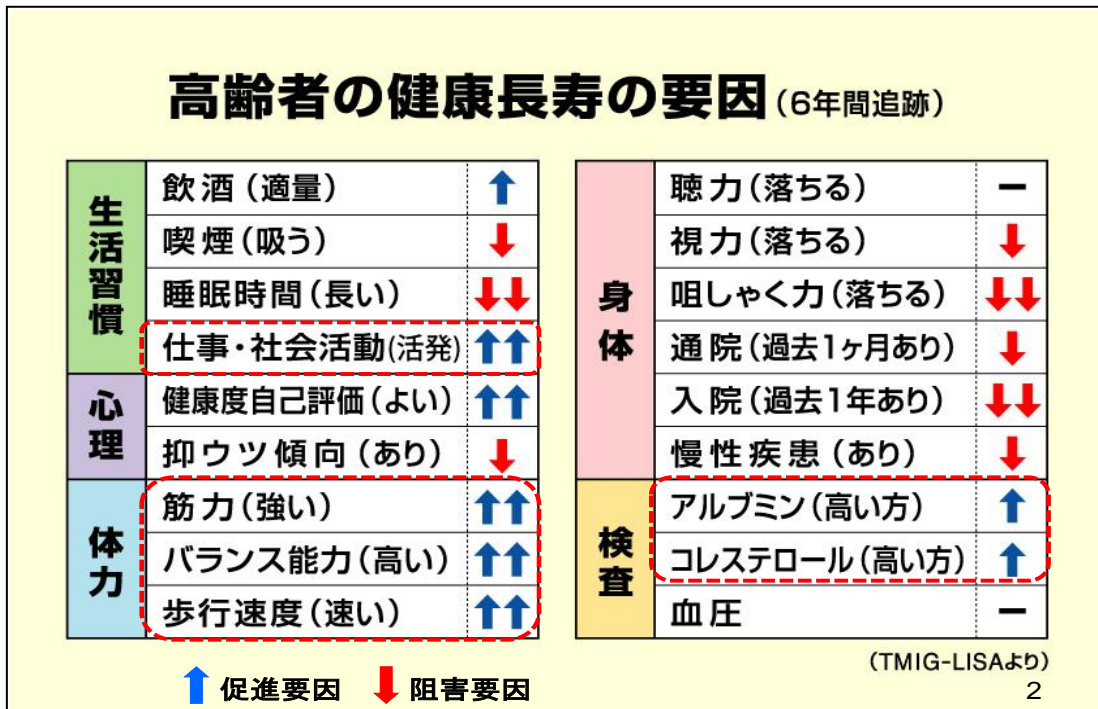 高齢者の健康長寿の要因(6年間追跡)
生活習慣
飲酒(適量) ↑
喫煙(吸う) ↓
睡眠時間(長い) ↓↓
仕事・社会活動(活発) ↑↑
心理
健康度自己評価(よい) ↑↑
抑ウツ傾向(あり) ↓
体力
筋力(強い) ↑↑
バランス能力(高い) ↑↑
歩行速度(速い) ↑↑
身体
聴力(落ちる) ー
視力(落ちる) ↓
咀しゃく力(落ちる) ↓↓
通院(過去1ヶ月あり) ↓
入院(過去1年あり) ↓↓
慢性疾患(あり) ↓
検査
アルブミン(高い方) ↑
コレステロール(高い方) ↑
血圧 ー
(TMIG-LISAより)
↑ 促進要因 ↓ 阻害要因
2